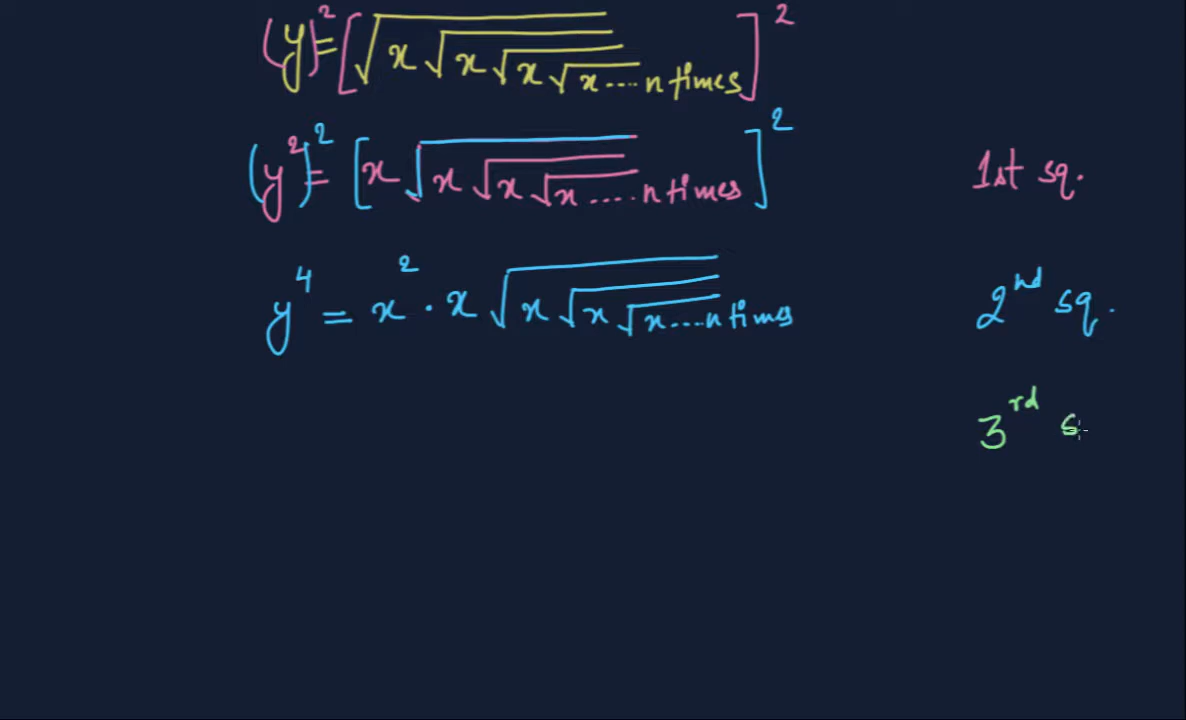 (y)² = [√x√x√x√x.... n times]²
(y²)² = [x√x√x√x.... n times]² 1st sq.
y⁴ = x² · x√x√x√x....n times 2nd sq.
3rd s